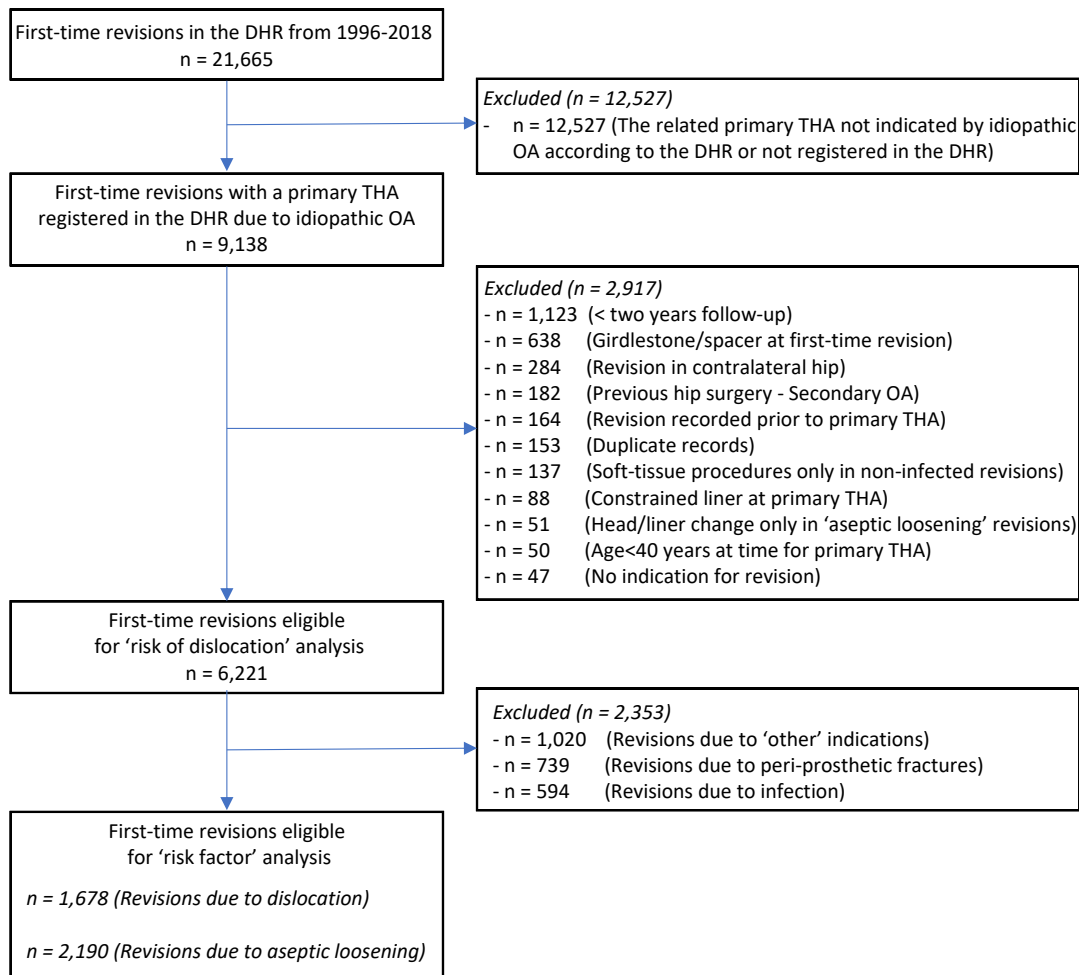 First-time revisions in the DHR from 1996-2018
n = 21,665
Excluded (n = 12,527)
- n = 12,527 (The related primary THA not indicated by idiopathic
OA according to the DHR or not registered in the DHR)
First-time revisions with a primary THA
registered in the DHR due to idiopathic OA
n = 9,138
Excluded (n = 2,917)
- n = 1,123 (< two years follow-up)
- n = 638 (Girdlestone/spacer at first-time revision)
- n = 284 (Revision in contralateral hip)
- n = 182 (Previous hip surgery - Secondary OA)
- n = 164 (Revision recorded prior to primary THA)
- n = 153 (Duplicate records)
- n = 137 (Soft-tissue procedures only in non-infected revisions)
- n = 88 (Constrained liner at primary THA)
- n = 51 (Head/liner change only in ‘aseptic loosening’ revisions)
- n = 50 (Age<40 years at time for primary THA)
- n = 47 (No indication for revision)
First-time revisions eligible
for ‘risk of dislocation’ analysis
n = 6,221
Excluded (n = 2,353)
- n = 1,020 (Revisions due to ‘other’ indications)
- n = 739 (Revisions due to peri-prosthetic fractures)
- n = 594 (Revisions due to infection)
First-time revisions eligible
for ‘risk factor’ analysis
n = 1,678 (Revisions due to dislocation)
n = 2,190 (Revisions due to aseptic loosening)